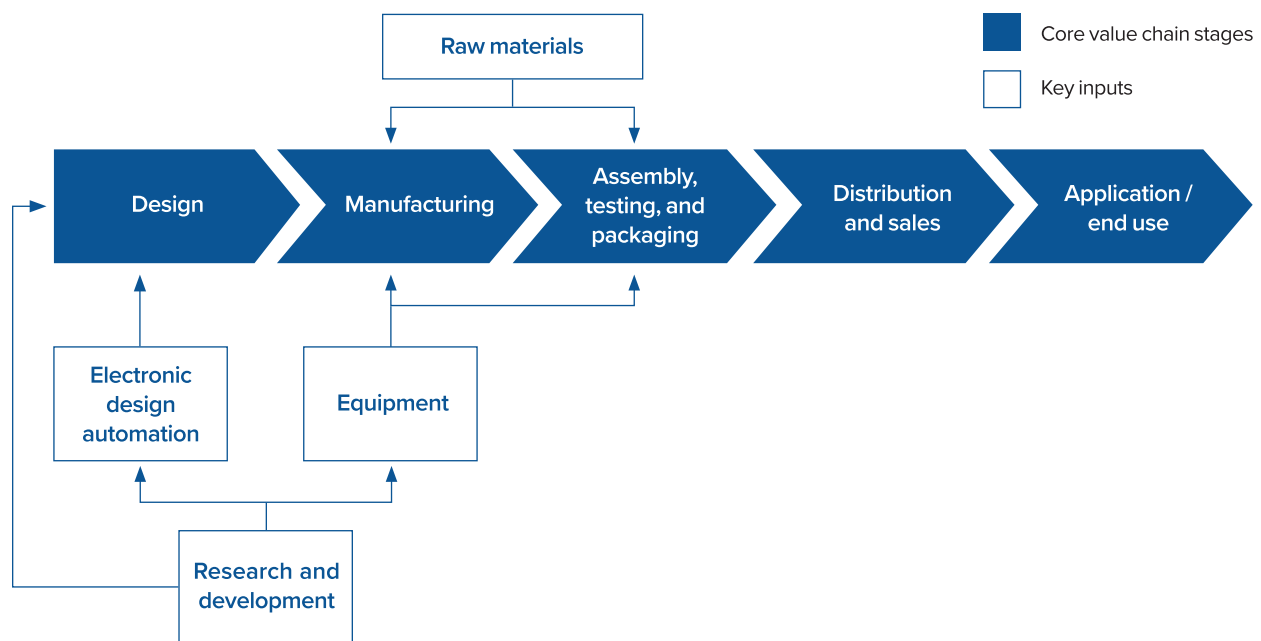 Raw materials
Core value chain stages
Key inputs
Design
Manufacturing
Assembly,
testing, and
packaging
Distribution
and sales
Application /
end use
Electronic
design
automation
Equipment
Research and
development